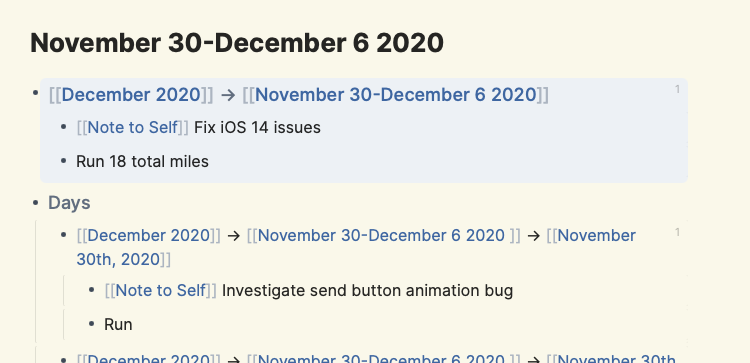 November 30-December 6 2020
[[December 2020]] → [[November 30-December 6 2020]] 1
[[Note to Self]] Fix iOS 14 issues
Run 18 total miles
Days
[[December 2020]] → [[November 30-December 6 2020 ]] → [[November 1
30th, 2020]]
[[Note to Self]] Investigate send button animation bug
Run
[[December 2020]] → [[November 30-December 6 2020 ]] → [[November 30th